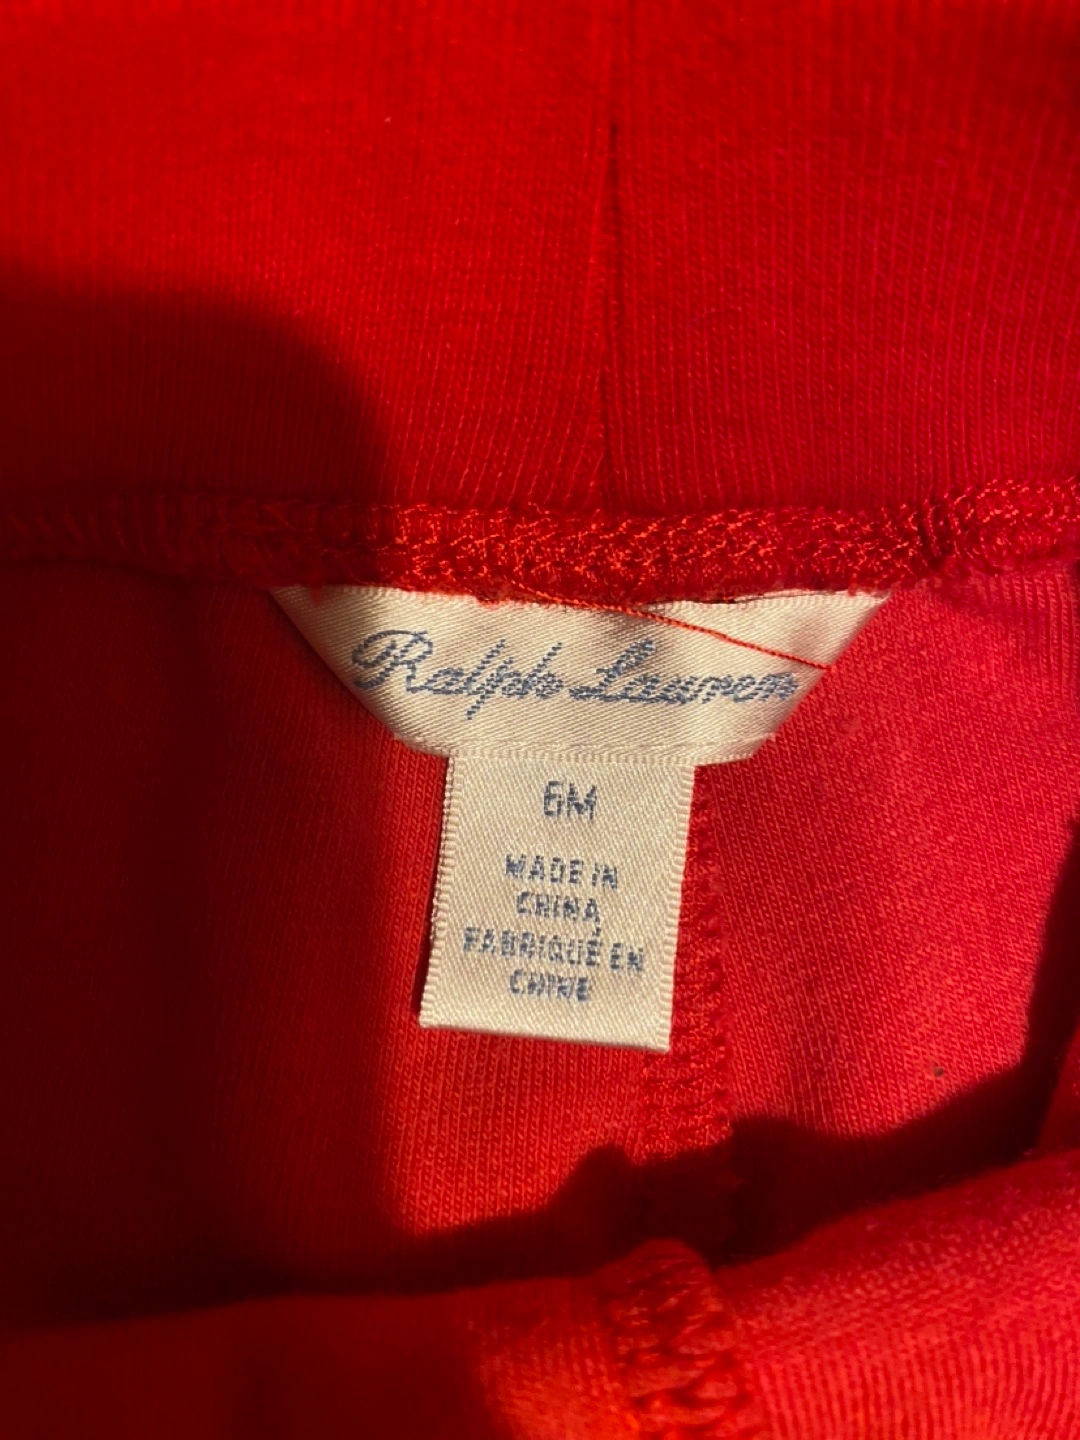 Ralph Lauren
6M
MADE IN
CHINA
FABRIQUÉ EN
CHINE